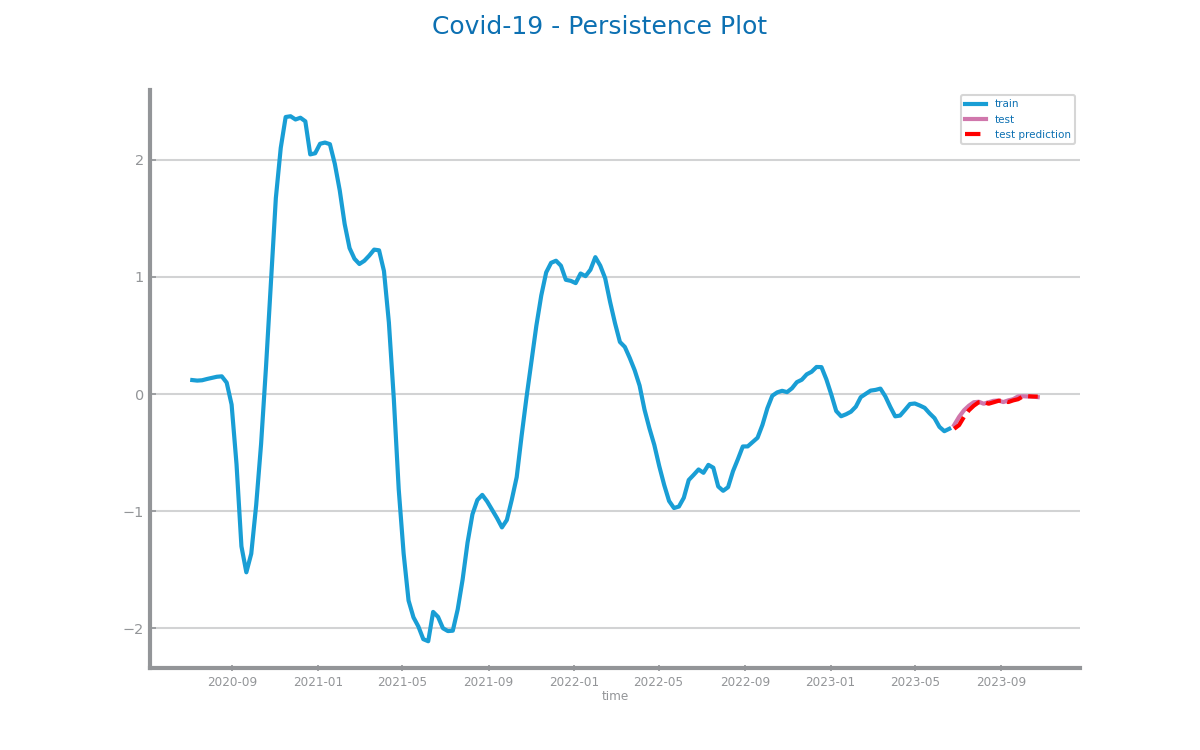 Covid-19 - Persistence Plot
train
test
test prediction
2
1
0
−1
−2
2020-09 2021-01 2021-05 2021-09 2022-01 2022-05 2022-09 2023-01 2023-05 2023-09
time